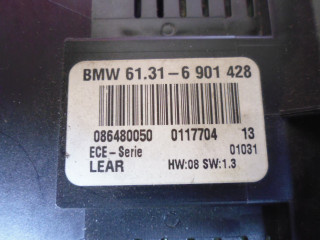 BMW 61.31-6 901 428
086480050 0117704 13
ECE-Serie 01031
LEAR HW:08 SW:1.3